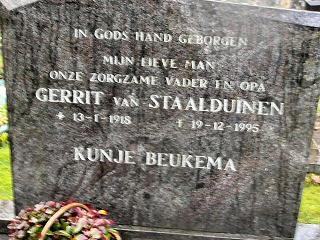 IN GODS HAND GEBORGEN
MIJN LIEVE MAN
ONZE ZORGZAME VADER EN OPA
GERRIT VAN STAALDUINEN
* 13-1-1918 † 19-12-1995
KUNJE BEUKEMA